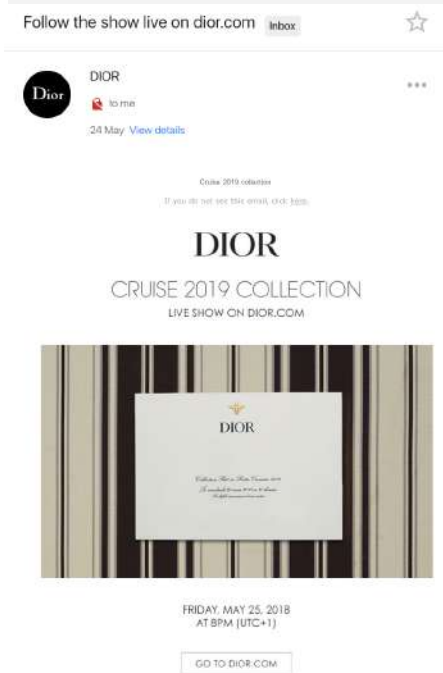 Follow the show live on dior.com Inbox
Dior
DIOR
to me
24 May View details
Cruise 2019 collection
If you do not see this email, click here.
DIOR
CRUISE 2019 COLLECTION
LIVE SHOW ON DIOR.COM
DIOR
FRIDAY, MAY 25, 2018
AT 8PM (UTC+1)
GO TO DIOR.COM